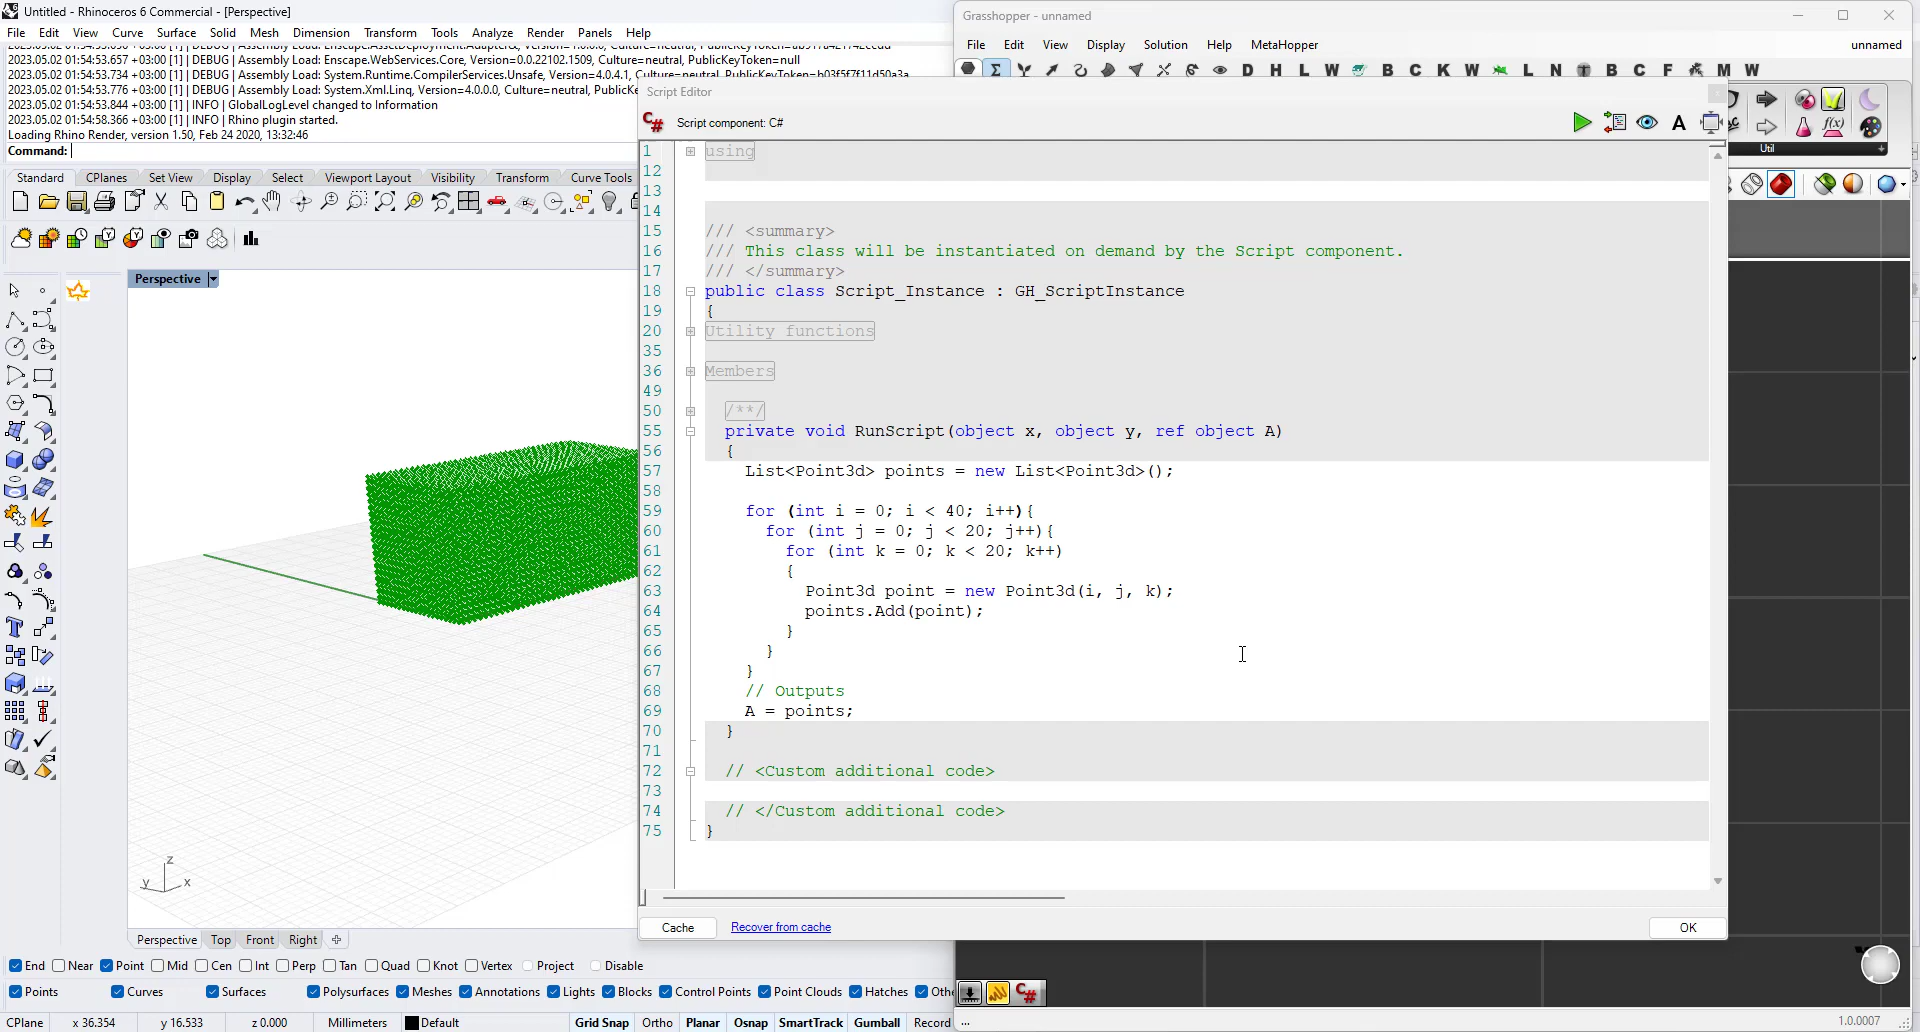 Untitled - Rhinoceros 6 Commercial - [Perspective]
File Edit View Curve Surface Solid Mesh Dimension Transform Tools Analyze Render Panels Help
2023.05.02 01:54:53.657 +03:00 [1] | DEBUG | Assembly Load: Enscape.WebServices.Core, Version=0.0.22102.1509, Culture=neutral, PublicKeyToken=null
2023.05.02 01:54:53.734 +03:00 [1] | DEBUG | Assembly Load: System.Runtime.CompilerServices.Unsafe, Version=4.0.4.1, Culture=neutral, PublicKeyToken=b03f5f7f11d50a3a
2023.05.02 01:54:53.776 +03:00 [1] | DEBUG | Assembly Load: System.Xml.Linq, Version=4.0.0.0, Culture=neutral, PublicK
2023.05.02 01:54:53.844 +03:00 [1] | INFO | GlobalLogLevel changed to Information
2023.05.02 01:54:58.366 +03:00 [1] | INFO | Rhino plugin started.
Loading Rhino Render, version 1.50, Feb 24 2020, 13:32:46
Command:
Standard CPlanes Set View Display Select Viewport Layout Visibility Transform Curve Tools
Perspective
z
y x
Perspective Top Front Right
End Near Point Mid Cen Int Perp Tan Quad Knot Vertex Project Disable
Points Curves Surfaces Polysurfaces Meshes Annotations Lights Blocks Control Points Point Clouds Hatches Othe
CPlane x 36.354 y 16.533 z 0.000 Millimeters Default Grid Snap Ortho Planar Osnap SmartTrack Gumball Record
Grasshopper - unnamed
File Edit View Display Solution Help MetaHopper unnamed
D H L W B C K W L N B C F M W
Util
Script Editor
C# Script component: C# A
1 using
12
13
14
15 /// <summary>
16 /// This class will be instantiated on demand by the Script component.
17 /// </summary>
18 public class Script_Instance : GH_ScriptInstance
19 {
20 Utility functions
35
36 Members
49
50 /**/
55 private void RunScript(object x, object y, ref object A)
56 {
57 List<Point3d> points = new List<Point3d>();
58
59 for (int i = 0; i < 40; i++){
60 for (int j = 0; j < 20; j++){
61 for (int k = 0; k < 20; k++)
62 {
63 Point3d point = new Point3d(i, j, k);
64 points.Add(point);
65 }
66 }
67 }
68 // Outputs
69 A = points;
70 }
71
72 // <Custom additional code>
73
74 // </Custom additional code>
75 }
Cache Recover from cache OK
C#
... 1.0.0007